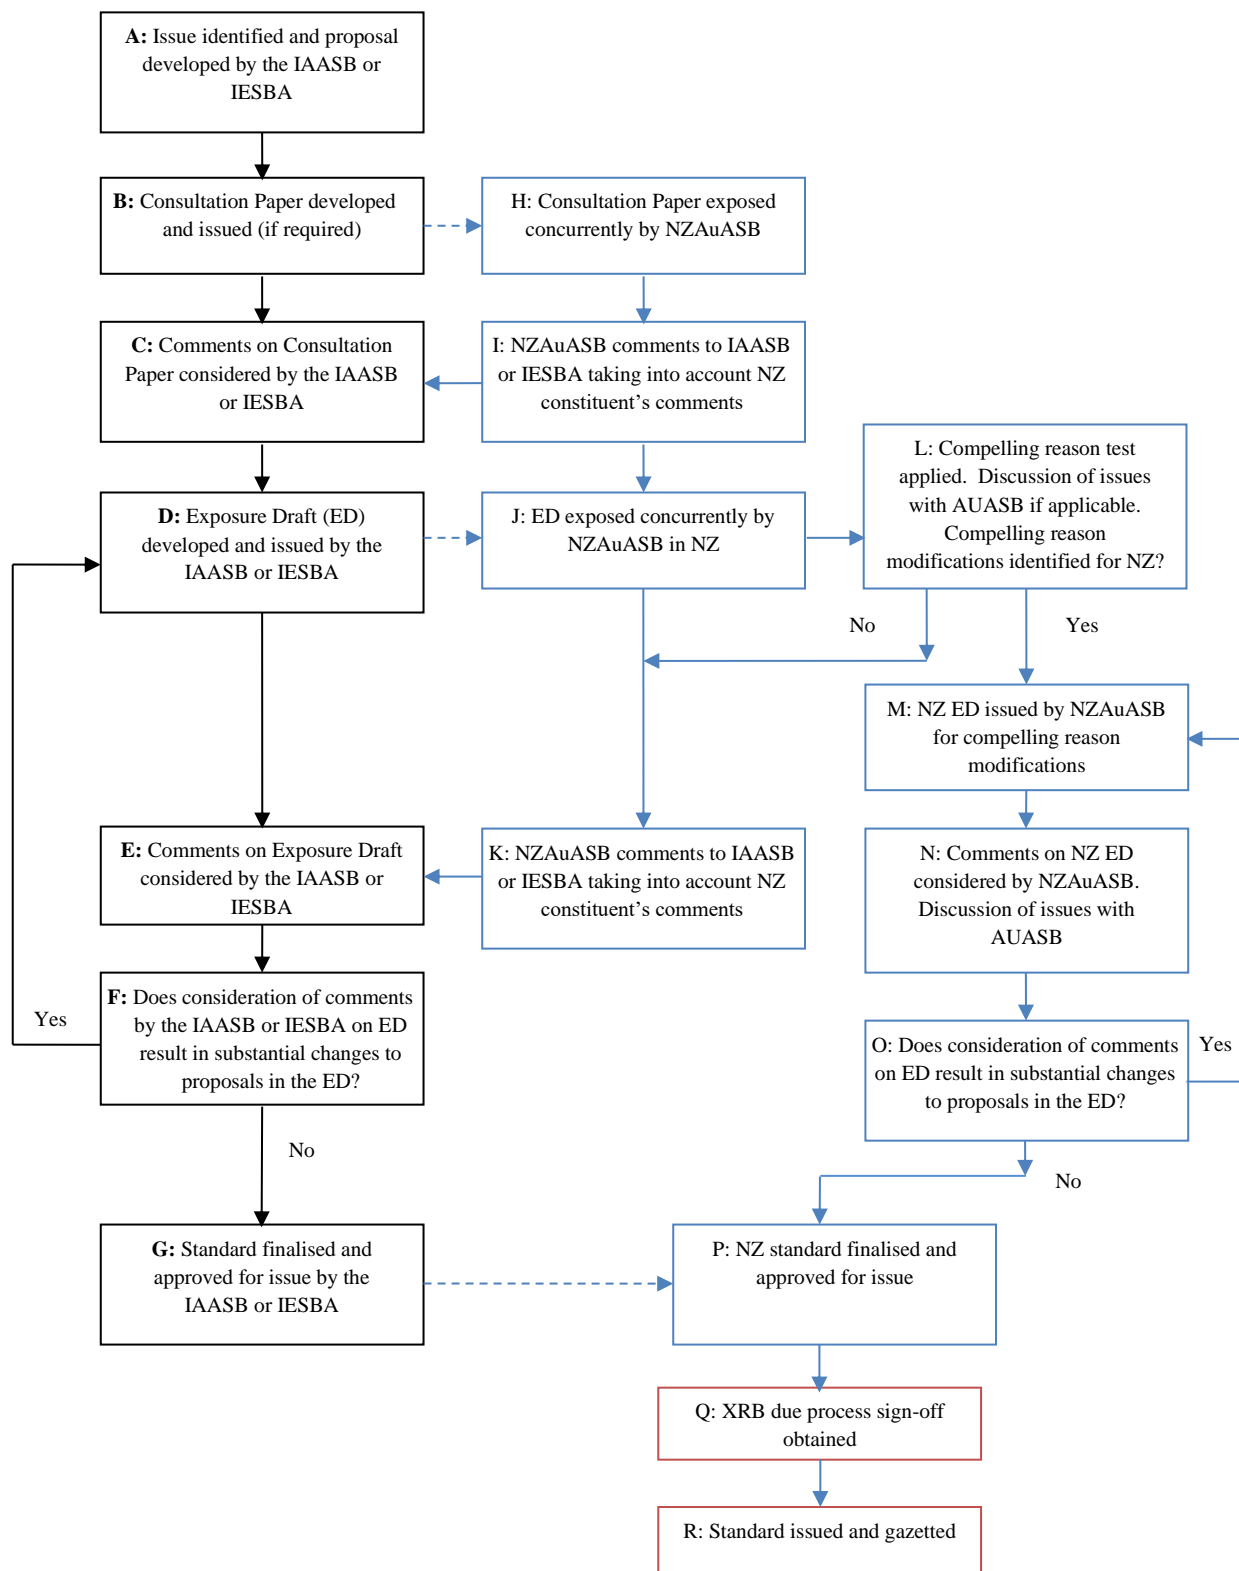 A: Issue identified and proposal
developed by the IAASB or
IESBA
B: Consultation Paper developed
and issued (if required)
H: Consultation Paper exposed
concurrently by NZAuASB
C: Comments on Consultation
Paper considered by the IAASB
or IESBA
I: NZAuASB comments to IAASB
or IESBA taking into account NZ
constituent’s comments
L: Compelling reason test
applied.  Discussion of issues
with AUASB if applicable.
Compelling reason
modifications identified for NZ?
D: Exposure Draft (ED)
developed and issued by the
IAASB or IESBA
J: ED exposed concurrently by
NZAuASB in NZ
No
Yes
M: NZ ED issued by NZAuASB
for compelling reason
modifications
E: Comments on Exposure Draft
considered by the IAASB or
IESBA
K: NZAuASB comments to IAASB
or IESBA taking into account NZ
constituent’s comments
N: Comments on NZ ED
considered by NZAuASB.
Discussion of issues with
AUASB
F: Does consideration of comments
by the IAASB or IESBA on ED
result in substantial changes to
proposals in the ED?
Yes
O: Does consideration of comments
on ED result in substantial changes
to proposals in the ED?
Yes
No
No
G: Standard finalised and
approved for issue by the
IAASB or IESBA
P: NZ standard finalised and
approved for issue
Q: XRB due process sign-off
obtained
R: Standard issued and gazetted